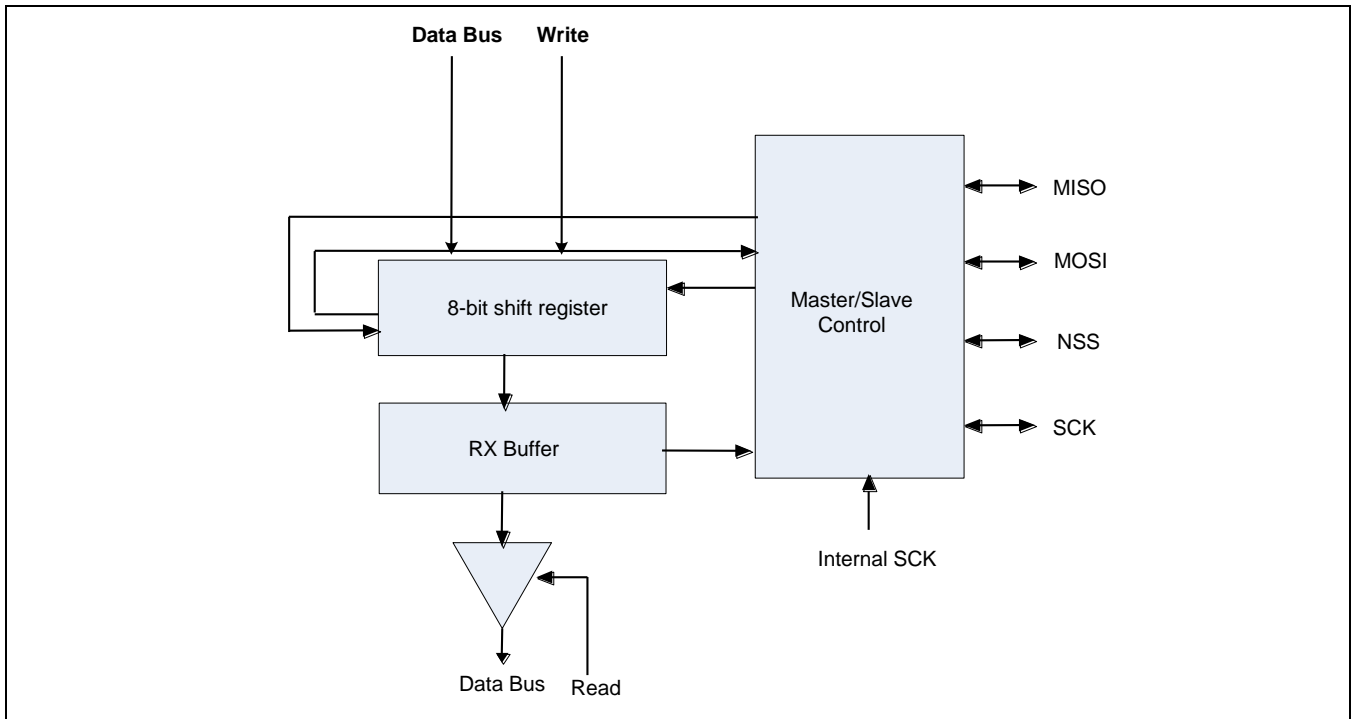 Data Bus
Write
MISO
MOSI
8-bit shift register
Master/Slave
Control
NSS
SCK
RX Buffer
Internal SCK
Data Bus
Read